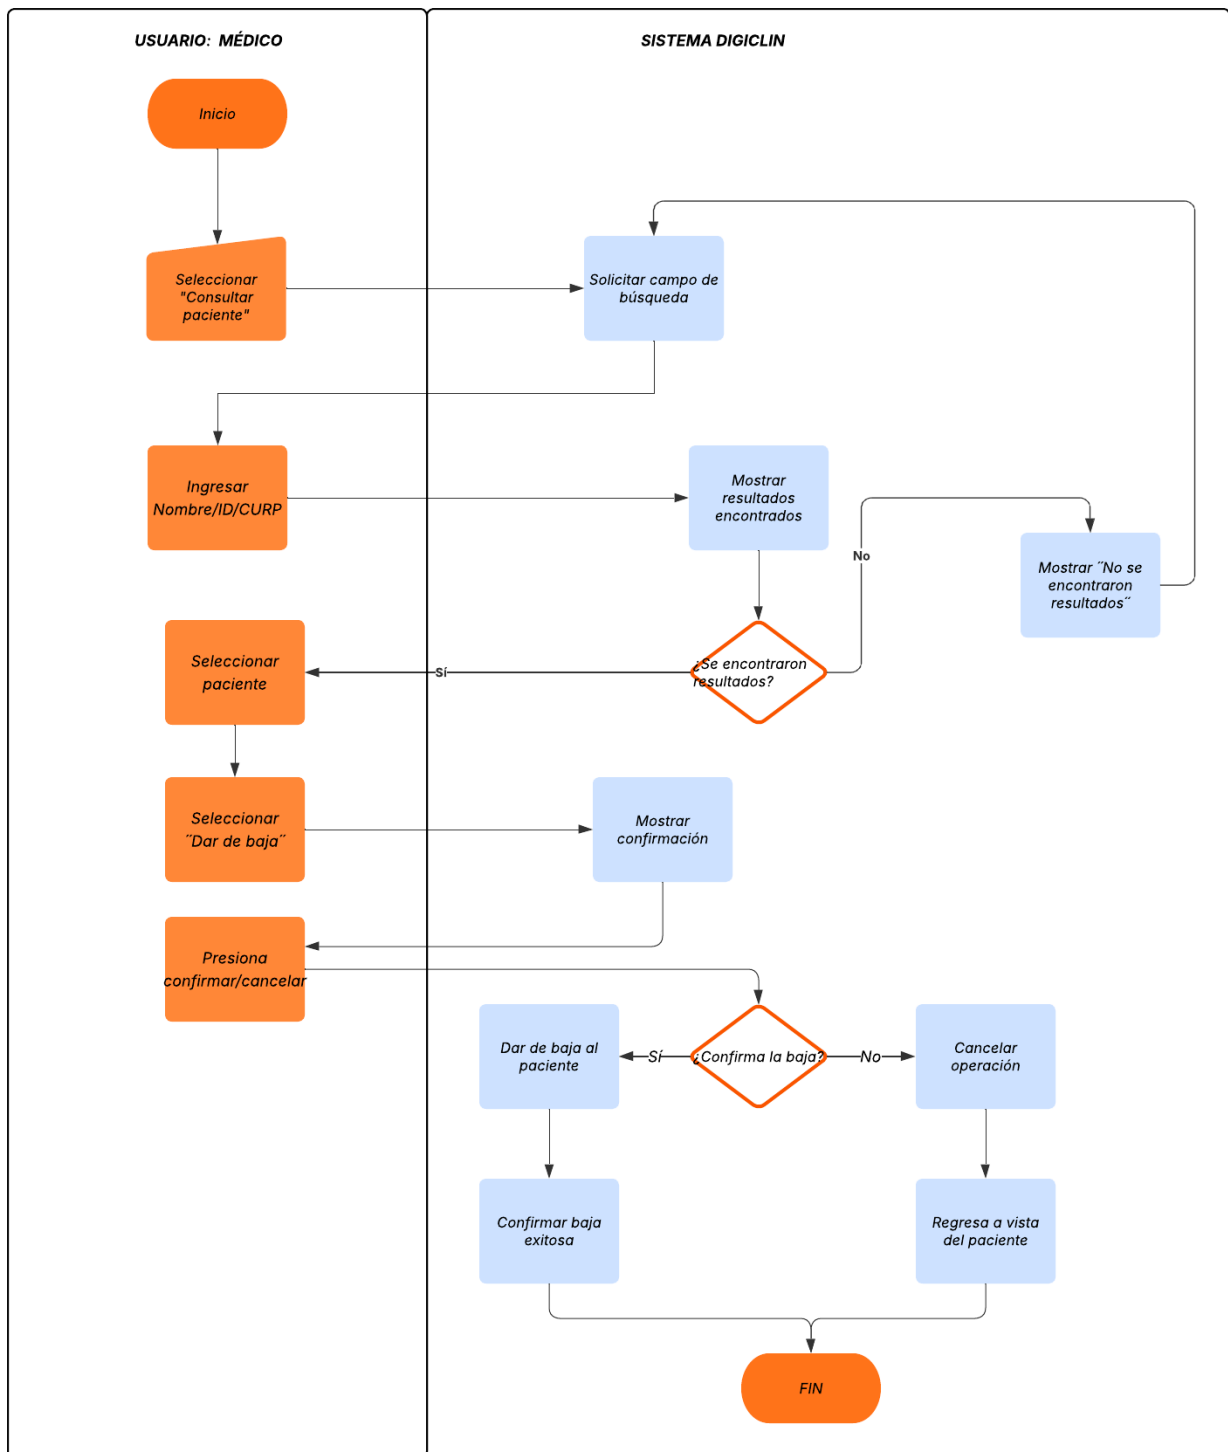 USUARIO: MÉDICO
SISTEMA DIGICLIN
Inicio
Seleccionar
"Consultar
paciente"
Solicitar campo de
búsqueda
Ingresar
Nombre/ID/CURP
Mostrar
resultados
encontrados
No
Mostrar ¨No se
encontraron
resultados¨
Seleccionar
paciente
Sí
¿Se encontraron
resultados?
Seleccionar
¨Dar de baja¨
Mostrar
confirmación
Presiona
confirmar/cancelar
Dar de baja al
paciente
Sí
¿Confirma la baja?
No
Cancelar
operación
Confirmar baja
exitosa
Regresa a vista
del paciente
FIN